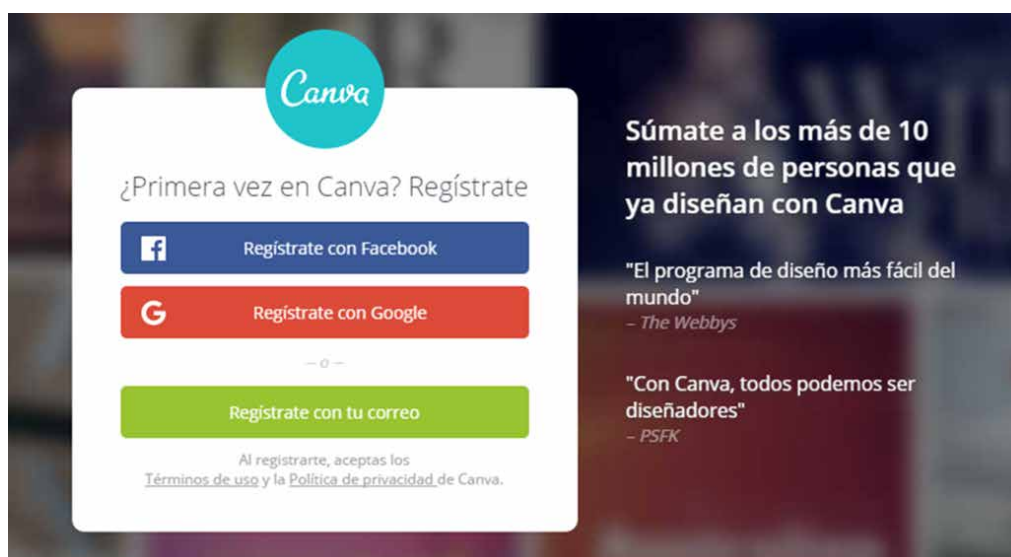 Canva
¿Primera vez en Canva? Regístrate
Regístrate con Facebook
Regístrate con Google
– o –
Regístrate con tu correo
Al registrarte, aceptas los
Términos de uso y la Política de privacidad de Canva.
Súmate a los más de 10
millones de personas que
ya diseñan con Canva
"El programa de diseño más fácil del
mundo"
– The Webbys
"Con Canva, todos podemos ser
diseñadores"
– PSFK